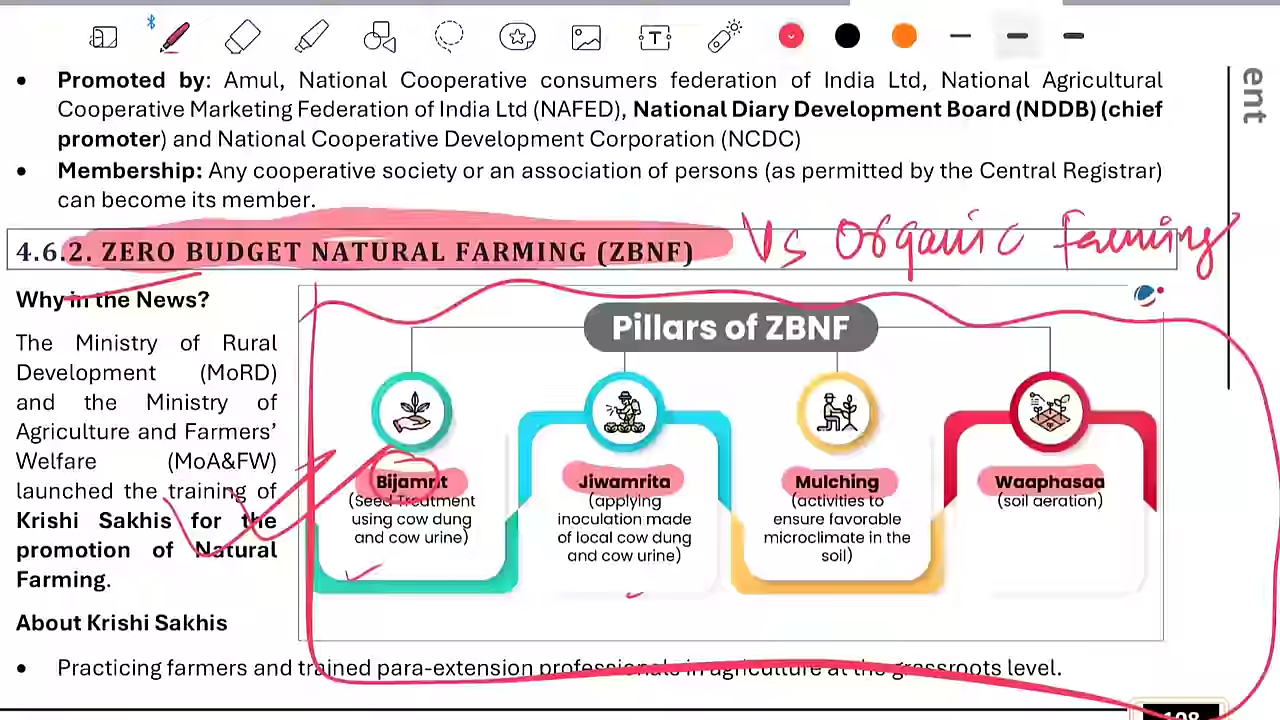 • Promoted by: Amul, National Cooperative consumers federation of India Ltd, National Agricultural
Cooperative Marketing Federation of India Ltd (NAFED), National Diary Development Board (NDDB) (chief
promoter) and National Cooperative Development Corporation (NCDC)
• Membership: Any cooperative society or an association of persons (as permitted by the Central Registrar)
can become its member.
ent
4.6.2. ZERO BUDGET NATURAL FARMING (ZBNF)
Vs Organic farming
Why in the News?
The Ministry of Rural
Development (MoRD)
and the Ministry of
Agriculture and Farmers’
Welfare (MoA&FW)
launched the training of
Krishi Sakhis for the
promotion of Natural
Farming.
Pillars of ZBNF
Bijamrit
(Seed Treatment
using cow dung
and cow urine)
Jiwamrita
(applying
inoculation made
of local cow dung
and cow urine)
Mulching
(activities to
ensure favorable
microclimate in the
soil)
Waaphasaa
(soil aeration)
About Krishi Sakhis
• Practicing farmers and trained para-extension professionals in agriculture at the grassroots level.